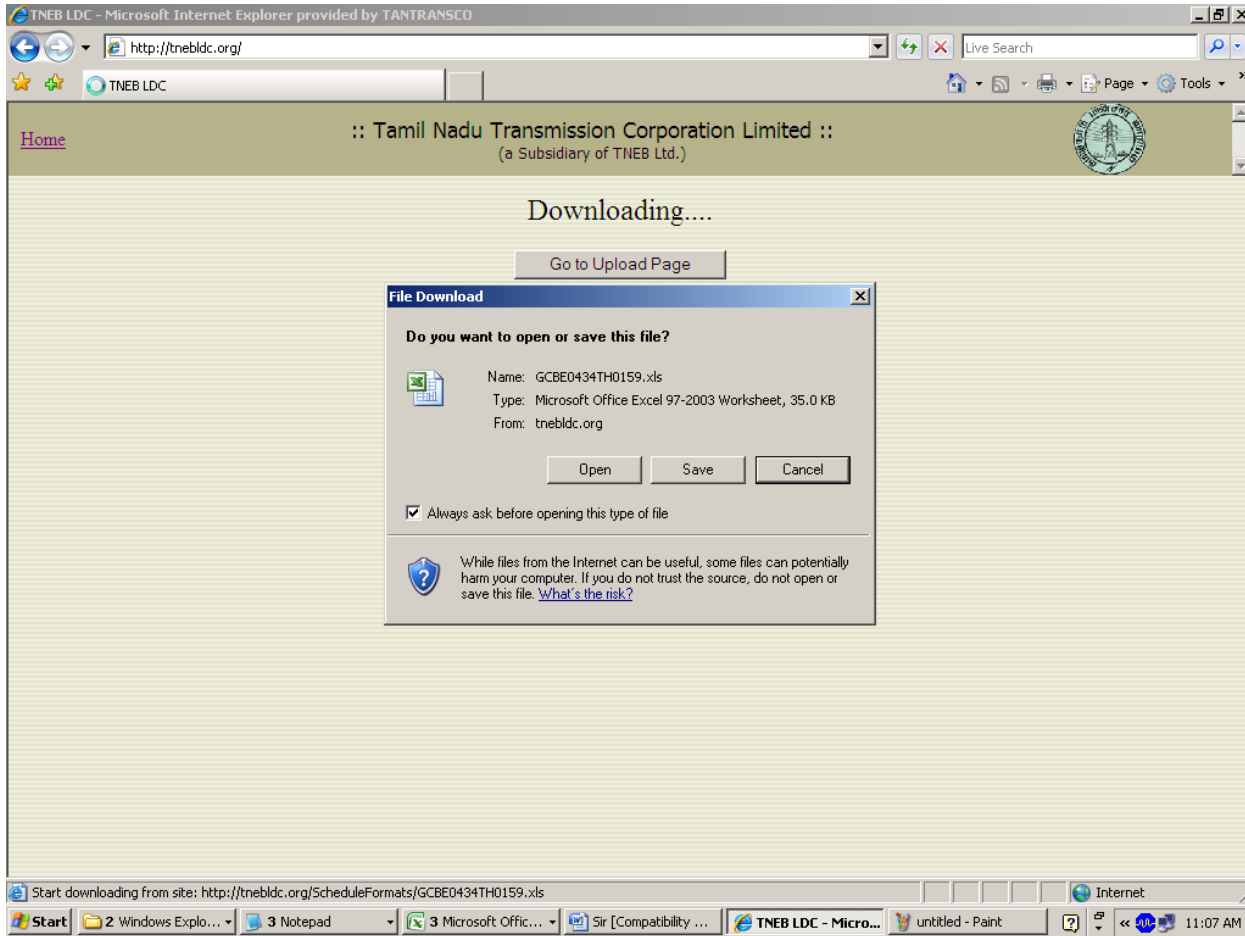 TNEB LDC - Microsoft Internet Explorer provided by TANTRANSCO
http://tnebldc.org/
Live Search
TNEB LDC
Page
Tools
Home
:: Tamil Nadu Transmission Corporation Limited ::
(a Subsidiary of TNEB Ltd.)
Downloading....
Go to Upload Page
File Download
Do you want to open or save this file?
Name: GCBE0434TH0159.xls
Type: Microsoft Office Excel 97-2003 Worksheet, 35.0 KB
From: tnebldc.org
Open Save Cancel
Always ask before opening this type of file
While files from the Internet can be useful, some files can potentially
harm your computer. If you do not trust the source, do not open or
save this file. What's the risk?
Start downloading from site: http://tnebldc.org/ScheduleFormats/GCBE0434TH0159.xls
Internet
Start
2 Windows Explo...
3 Notepad
3 Microsoft Offic...
Sir [Compatibility ...
TNEB LDC - Micro...
untitled - Paint
11:07 AM